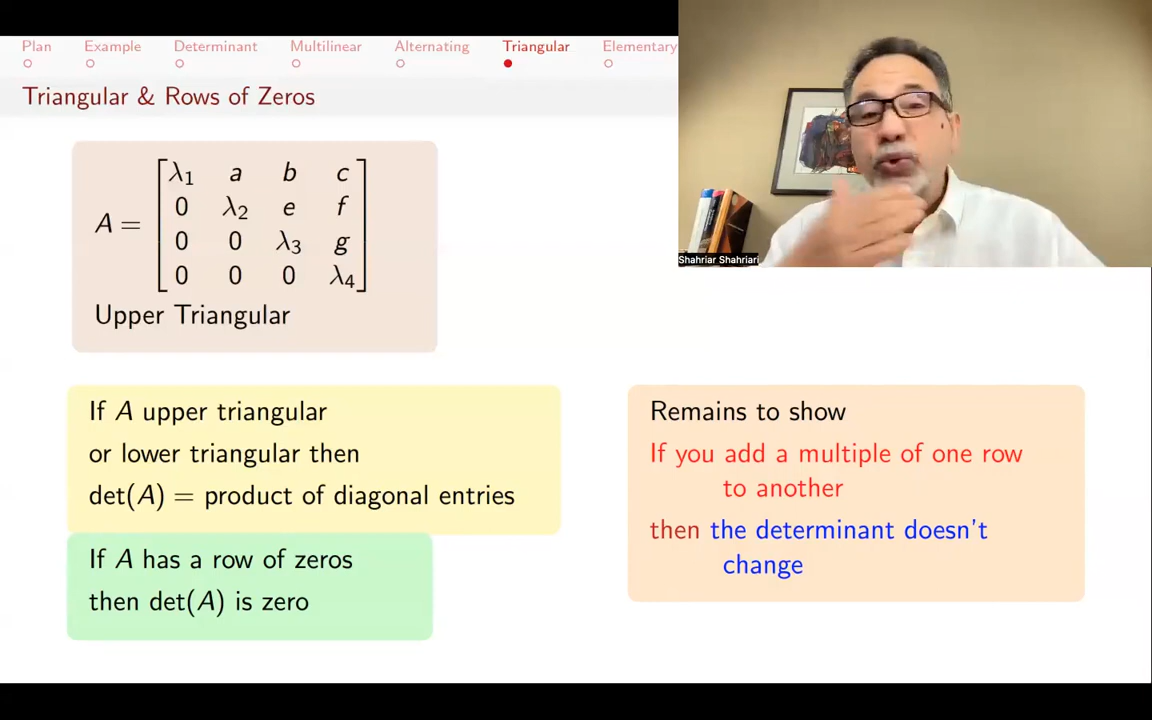 Plan Example Determinant Multilinear Alternating Triangular Elementary
Triangular & Rows of Zeros
Shahriar Shahriari
λ1 a b c
0 λ2 e f
A = 
0 0 λ3 g
0 0 0 λ4
Upper Triangular
If A upper triangular
or lower triangular then
det(A) = product of diagonal entries
If A has a row of zeros
then det(A) is zero
Remains to show
If you add a multiple of one row
to another
then the determinant doesn't
change